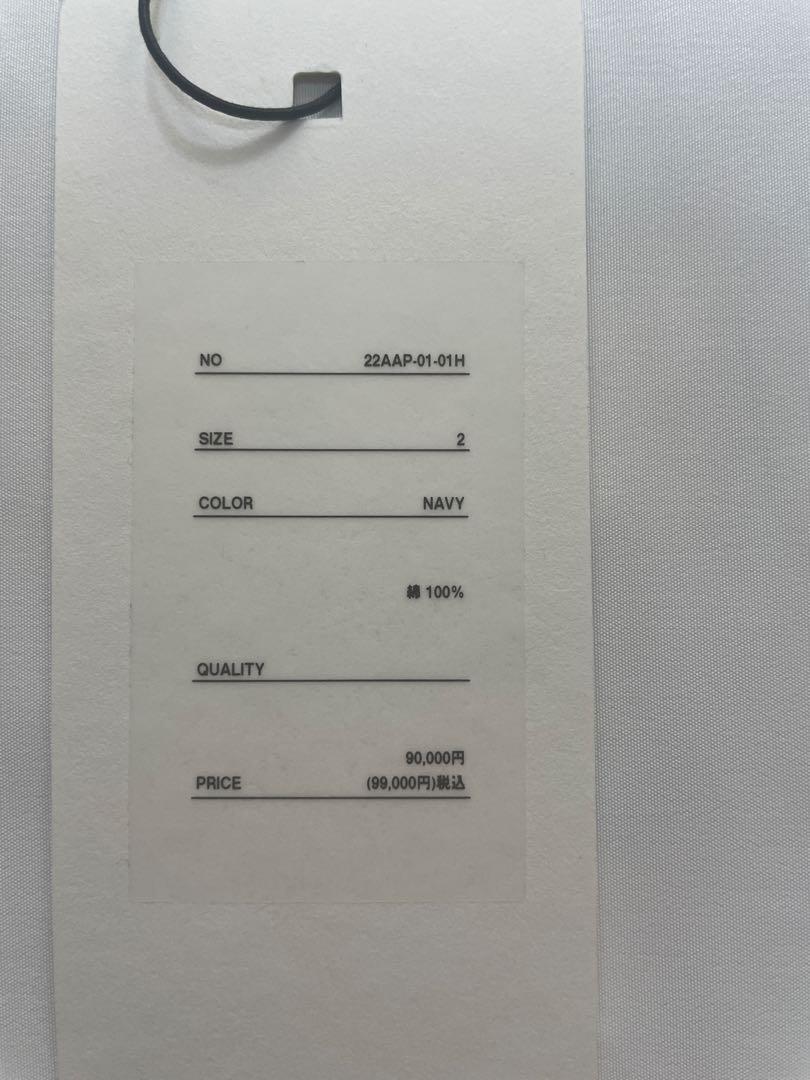 NO 22AAP-01-01H
SIZE 2
COLOR NAVY
綿 100%
QUALITY
90,000円
PRICE (99,000円)税込